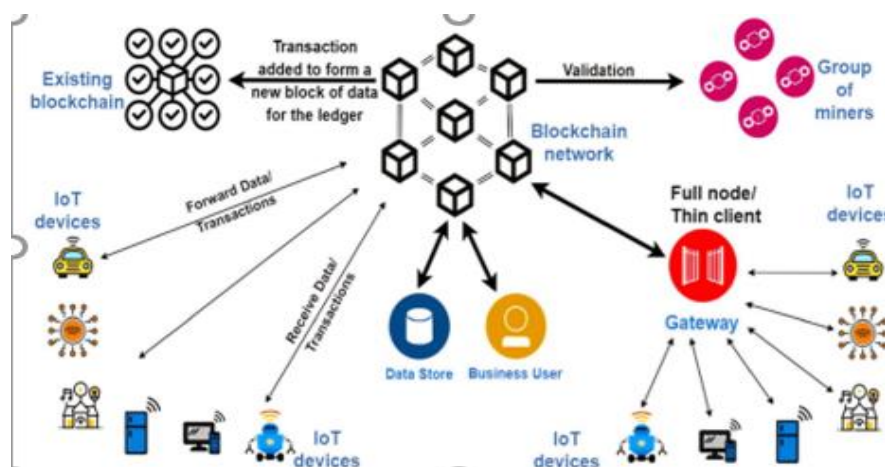 Existing
blockchain
Transaction
added to form a
new block of data
for the ledger
Validation
Group
of
miners
Blockchain
network
IoT
devices
Forward Data/
Transactions
Receive Data/
Transactions
Full node/
Thin client
IoT
devices
Gateway
Data Store
Business User
IoT
devices
IoT
devices